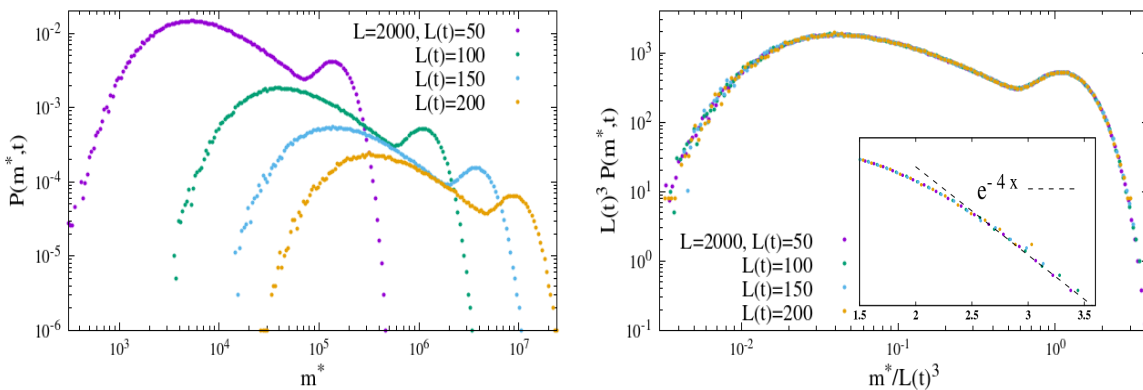 10^-2
10^-3
10^-4
10^-5
10^-6
P(m*,t)
L=2000, L(t)=50
L(t)=100
L(t)=150
L(t)=200
10^3 10^4 10^5 10^6 10^7
m*
10^3
10^2
10^1
10^0
10^-1
L(t)^3 P(m*,t)
e^- 4 x
L=2000, L(t)=50
L(t)=100
L(t)=150
L(t)=200
1.5 2 2.5 3 3.5
10^-2 10^-1 10^0
m*/L(t)^3